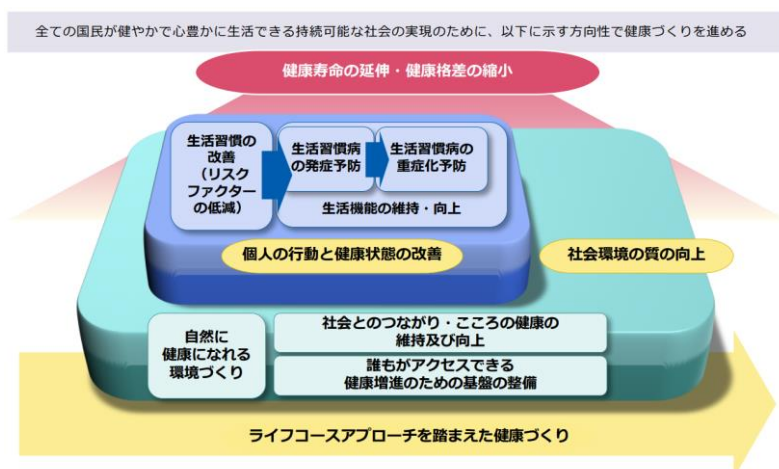 全ての国民が健やかで心豊かに生活できる持続可能な社会の実現のために、以下に示す方向性で健康づくりを進める
健康寿命の延伸・健康格差の縮小
生活習慣の
改善
（リスク
ファクター
の低減）
生活習慣病
の発症予防
生活習慣病の
重症化予防
生活機能の維持・向上
個人の行動と健康状態の改善
社会環境の質の向上
自然に
健康になれる
環境づくり
社会とのつながり・こころの健康の
維持及び向上
誰もがアクセスできる
健康増進のための基盤の整備
ライフコースアプローチを踏まえた健康づくり